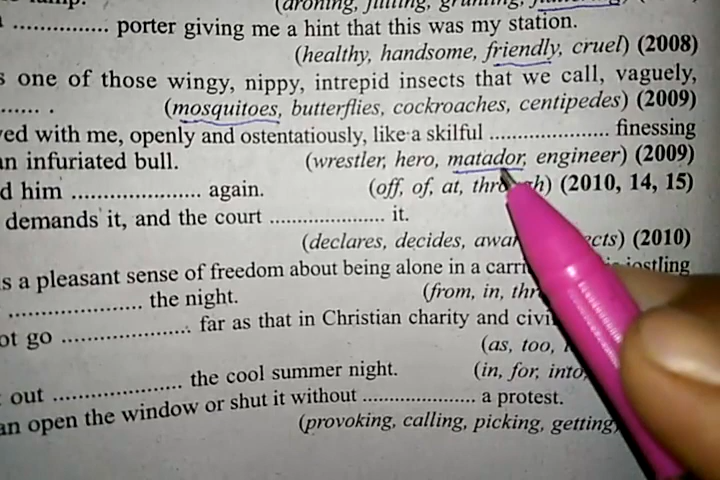 porter giving me a hint that this was my station.
(healthy, handsome, friendly, cruel) (2008)
s one of those wingy, nippy, intrepid insects that we call, vaguely,
...... . (mosquitoes, butterflies, cockroaches, centipedes) (2009)
yed with me, openly and ostentatiously, like a skilful .................... finessing
an infuriated bull. (wrestler, hero, matador, engineer) (2009)
d him .................... again. (off, of, at, through) (2010, 14, 15)
demands it, and the court .................... it.
(declares, decides, (2010)
s a pleasant sense of freedom about being alone in a jostling
.................... the night. (from, in,
ot go .................... far as that in Christian charity and
(as, too,
out .................... the cool summer night. (in, for, into,
an open the window or shut it without .................... a protest.
(provoking, calling, picking, getting,